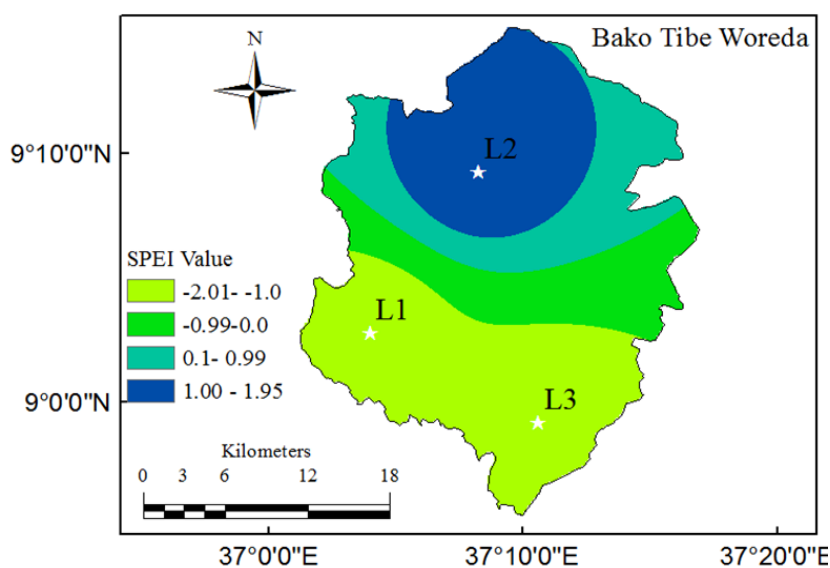 Bako Tibe Woreda
N
9°10'0"N
L2
SPEI Value
-2.01- -1.0
-0.99-0.0
0.1- 0.99
1.00 - 1.95
L1
9°0'0"N
L3
Kilometers
0 3 6 12 18
37°0'0"E 37°10'0"E 37°20'0"E